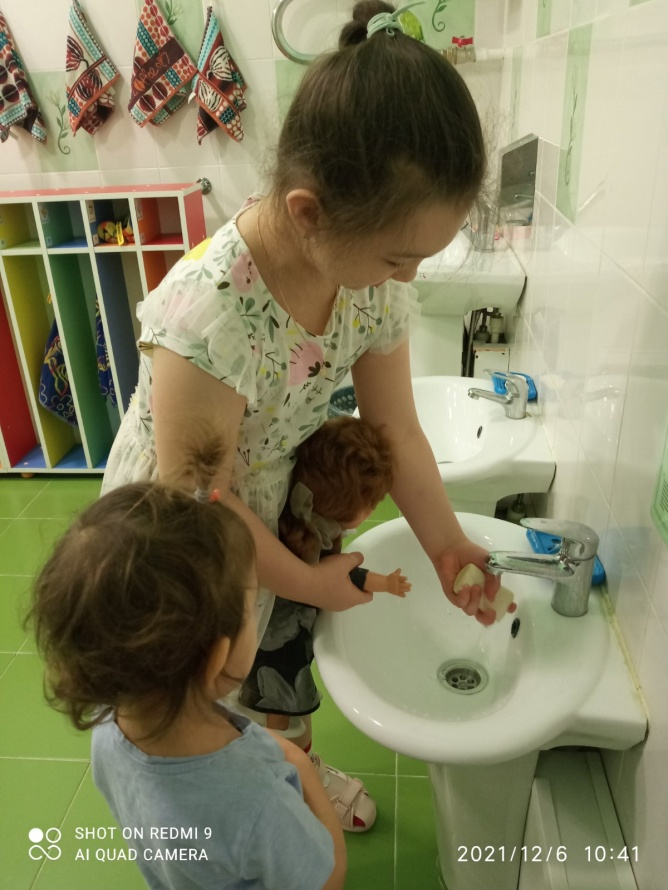 SHOT ON REDMI 9
AI QUAD CAMERA
2021/12/6 10:41